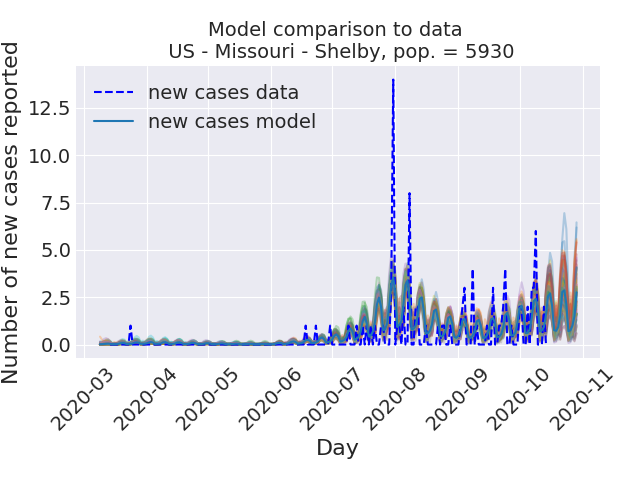 Model comparison to data
US - Missouri - Shelby, pop. = 5930
new cases data
new cases model
Number of new cases reported
12.5
10.0
7.5
5.0
2.5
0.0
2020-03
2020-04
2020-05
2020-06
2020-07
2020-08
2020-09
2020-10
2020-11
Day